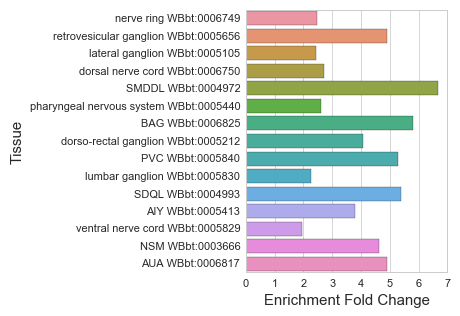 nerve ring WBbt:0006749
retrovesicular ganglion WBbt:0005656
lateral ganglion WBbt:0005105
dorsal nerve cord WBbt:0006750
SMDDL WBbt:0004972
pharyngeal nervous system WBbt:0005440
BAG WBbt:0006825
dorso-rectal ganglion WBbt:0005212
PVC WBbt:0005840
lumbar ganglion WBbt:0005830
SDQL WBbt:0004993
AIY WBbt:0005413
ventral nerve cord WBbt:0005829
NSM WBbt:0003666
AUA WBbt:0006817
Tissue
0 1 2 3 4 5 6 7
Enrichment Fold Change